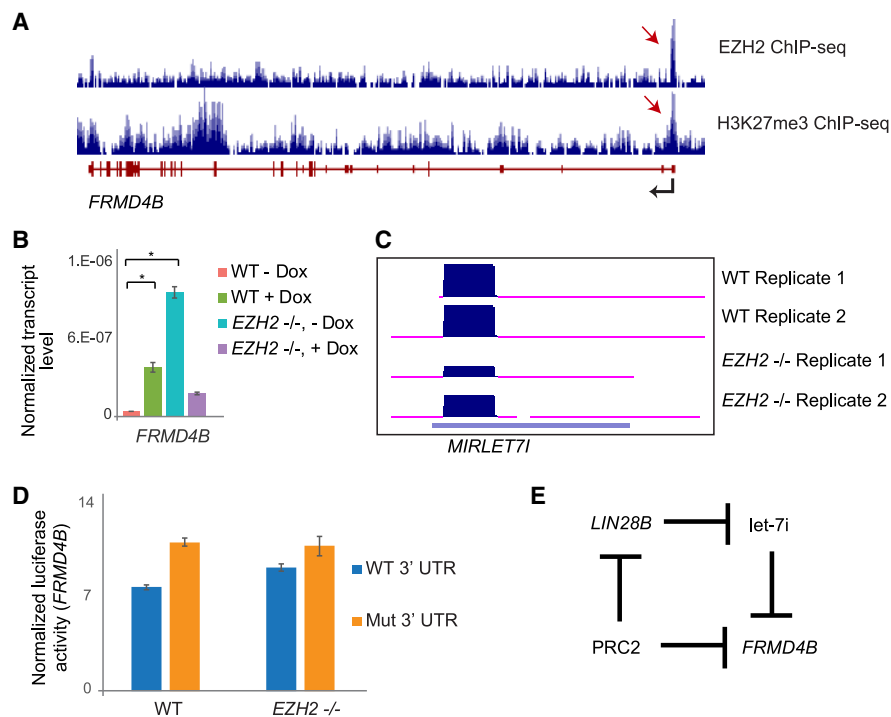 A
EZH2 ChIP-seq
H3K27me3 ChIP-seq
FRMD4B
B
Normalized transcript
level
1.E-06
6.E-07
0
*
*
FRMD4B
WT - Dox
WT + Dox
EZH2 -/-, - Dox
EZH2 -/-, + Dox
C
WT Replicate 1
WT Replicate 2
EZH2 -/- Replicate 1
EZH2 -/- Replicate 2
MIRLET7I
D
Normalized luciferase
activity (FRMD4B)
14
7
0
WT
EZH2 -/-
WT 3' UTR
Mut 3' UTR
E
LIN28B
let-7i
PRC2
FRMD4B